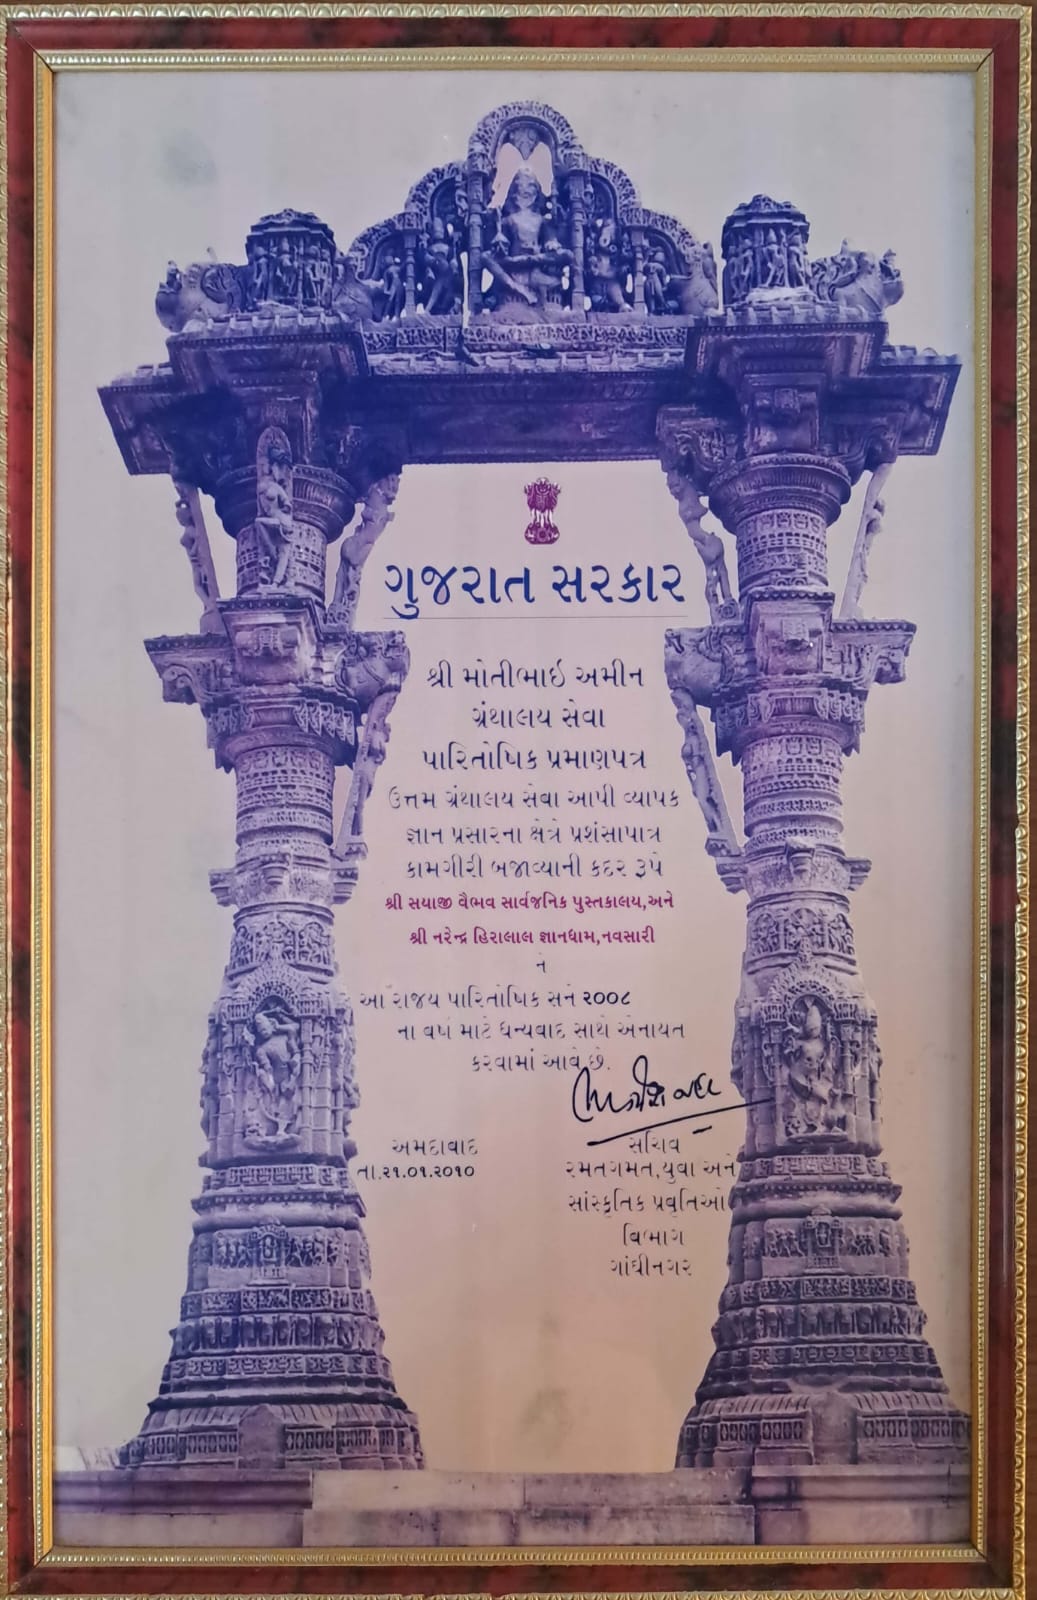 ગુજરાત સરકાર
શ્રી મોતીભાઈ અમીન
ગ્રંથાલય સેવા
પારિતોષિક પ્રમાણપત્ર
ઉત્તમ ગ્રંથાલય સેવા આપી વ્યાપક
જ્ઞાન પ્રસારના ક્ષેત્રે પ્રશંસાપાત્ર
કામગીરી બજાવ્યાની કદર રૂપે
શ્રી સયાજી વૈભવ સાર્વજનિક પુસ્તકાલય,અને
શ્રી નરેન્દ્ર હિરાલાલ જ્ઞાનધામ,નવસારી
ને
આ રાજય પારિતોષિક સને ૨૦૦૮
ના વર્ષ માટે ધન્યવાદ સાથે એનાયત
કરવામાં આવે છે.
અમદાવાદ
તા.૨૧.૦૧.૨૦૧૦
સચિવ
રમતગમત,યુવા અને
સાંસ્કૃતિક પ્રવૃતિઓ
વિભાગ
ગાંધીનગર